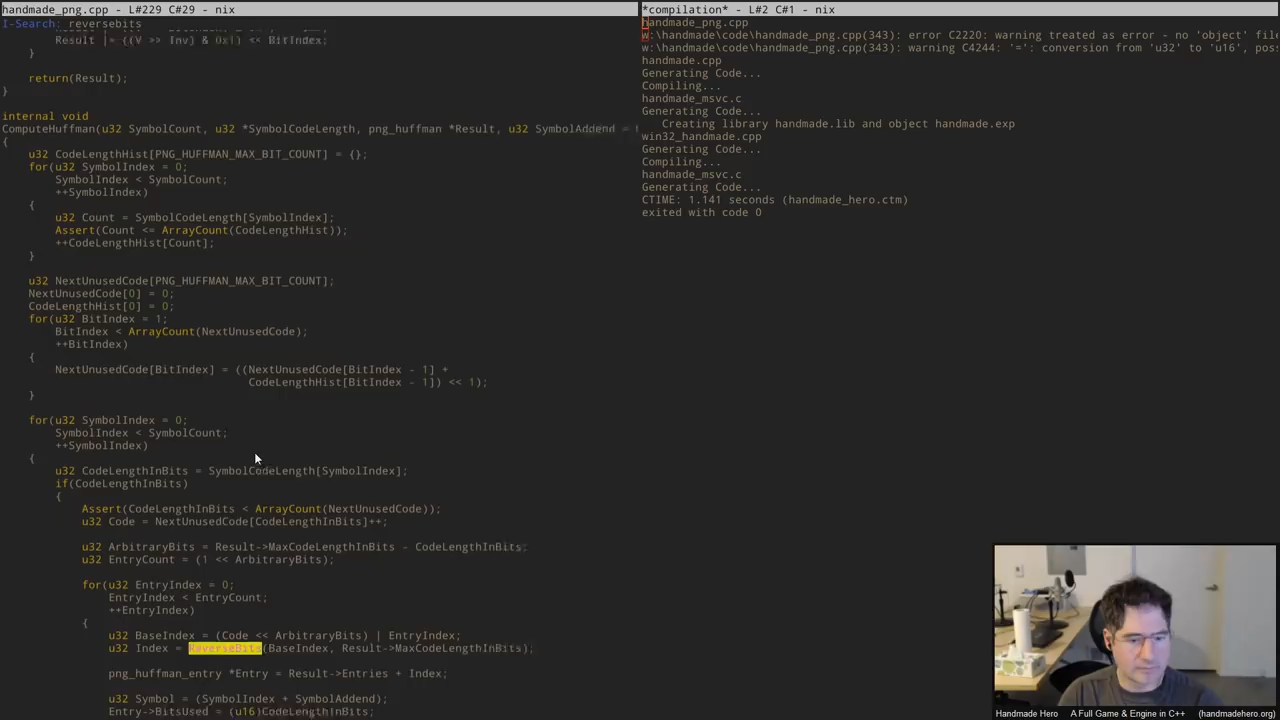 handmade_png.cpp - L#229 C#29 - nix
I-Search: reversebits
Result |= ((V >> Inv) & 0x1) << BitIndex;
}
return(Result);
}
internal void
ComputeHuffman(u32 SymbolCount, u32 *SymbolCodeLength, png_huffman *Result, u32 SymbolAddend =
{
u32 CodeLengthHist[PNG_HUFFMAN_MAX_BIT_COUNT] = {};
for(u32 SymbolIndex = 0;
SymbolIndex < SymbolCount;
++SymbolIndex)
{
u32 Count = SymbolCodeLength[SymbolIndex];
Assert(Count <= ArrayCount(CodeLengthHist));
++CodeLengthHist[Count];
}
u32 NextUnusedCode[PNG_HUFFMAN_MAX_BIT_COUNT];
NextUnusedCode[0] = 0;
CodeLengthHist[0] = 0;
for(u32 BitIndex = 1;
BitIndex < ArrayCount(NextUnusedCode);
++BitIndex)
{
NextUnusedCode[BitIndex] = ((NextUnusedCode[BitIndex - 1] +
CodeLengthHist[BitIndex - 1]) << 1);
}
for(u32 SymbolIndex = 0;
SymbolIndex < SymbolCount;
++SymbolIndex)
{
u32 CodeLengthInBits = SymbolCodeLength[SymbolIndex];
if(CodeLengthInBits)
{
Assert(CodeLengthInBits < ArrayCount(NextUnusedCode));
u32 Code = NextUnusedCode[CodeLengthInBits]++;
u32 ArbitraryBits = Result->MaxCodeLengthInBits - CodeLengthInBits;
u32 EntryCount = (1 << ArbitraryBits);
for(u32 EntryIndex = 0;
EntryIndex < EntryCount;
++EntryIndex)
{
u32 BaseIndex = (Code << ArbitraryBits) | EntryIndex;
u32 Index = ReverseBits(BaseIndex, Result->MaxCodeLengthInBits);
png_huffman_entry *Entry = Result->Entries + Index;
u32 Symbol = (SymbolIndex + SymbolAddend);
Entry->BitsUsed = (u16)CodeLengthInBits;
*compilation* - L#2 C#1 - nix
handmade_png.cpp
w:\handmade\code\handmade_png.cpp(343): error C2220: warning treated as error - no 'object' file
w:\handmade\code\handmade_png.cpp(343): warning C4244: '=': conversion from 'u32' to 'u16', poss
handmade.cpp
Generating Code...
Compiling...
handmade_msvc.c
Generating Code...
Creating library handmade.lib and object handmade.exp
win32_handmade.cpp
Generating Code...
Compiling...
handmade_msvc.c
Generating Code...
CTIME: 1.141 seconds (handmade_hero.ctm)
exited with code 0
Handmade Hero A Full Game & Engine in C++ (handmadehero.org)